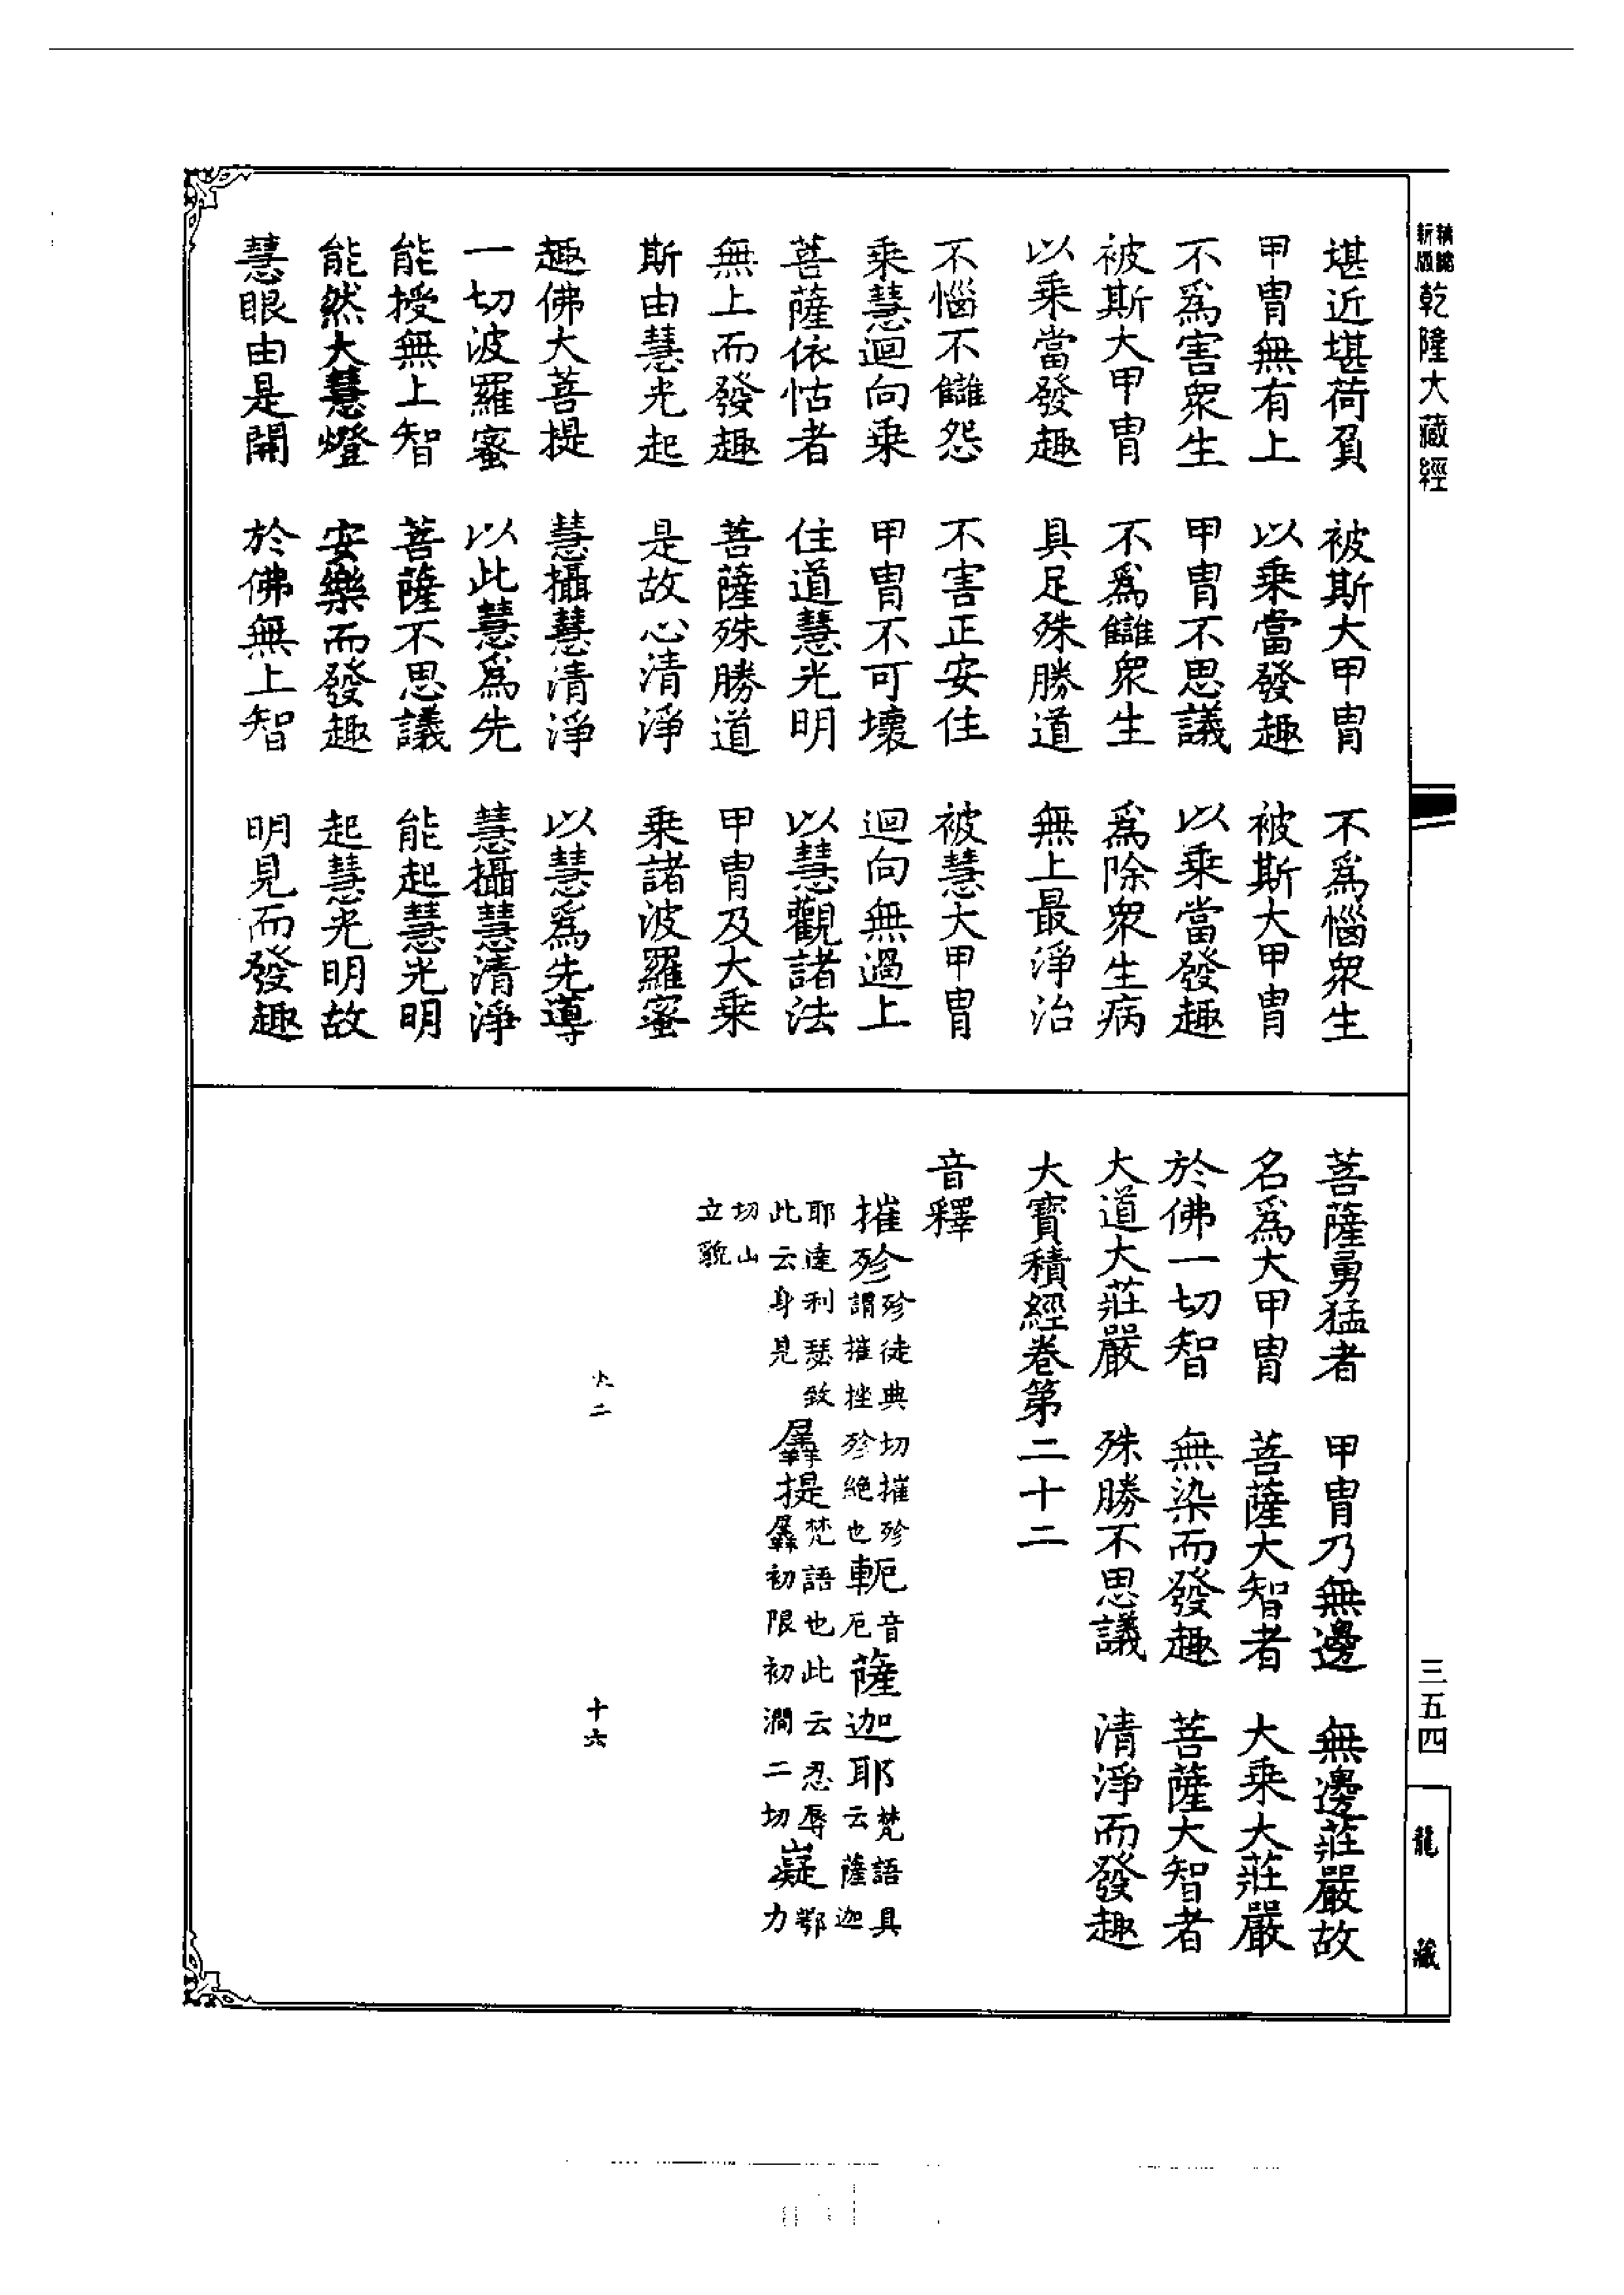 新版
精縮
乾隆大藏經
三五四
龍藏
堪近堪荷負 被斯大甲冑 不為惱衆生
甲冑無有上 以乘當發趣 被斯大甲冑
不為害衆生 甲冑不思議 以乘當發趣
被斯大甲冑 不為讎衆生 為除衆生病
以乘當發趣 具足殊勝道 無上最淨治
不惱不讎怨 不害正安住 被慧大甲冑
乘慧迴向乘 甲冑不可壞 迴向無過上
菩薩依怙者 住道慧光明 以慧觀諸法
無上而發趣 菩薩殊勝道 甲冑及大乘
斯由慧光起 是故心清淨 乘諸波羅蜜
趣佛大菩提 慧攝慧清淨 以慧為先導
一切波羅蜜 以此慧為先 慧攝慧清淨
能授無上智 菩薩不思議 能起慧光明
能然大慧燈 安樂而發趣 起慧光明故
慧眼由是開 於佛無上智 明見而發趣
菩薩勇猛者 甲冑乃無邊 無邊莊嚴故
名為大甲冑 菩薩大智者 大乘大莊嚴
於佛一切智 無染而發趣 菩薩大智者
大道大莊嚴 殊勝不思議 清淨而發趣
大寶積經卷第二十二
音釋
摧殄 殄徒典切摧殄謂摧挫殄絕也 軛 音厄 薩迦耶 梵語具云薩迦
耶達利瑟致此云身見 羼提 梵語也此云忍辱羼初限初澗二切 嶷 鄂力
切山立貌
火二 十六